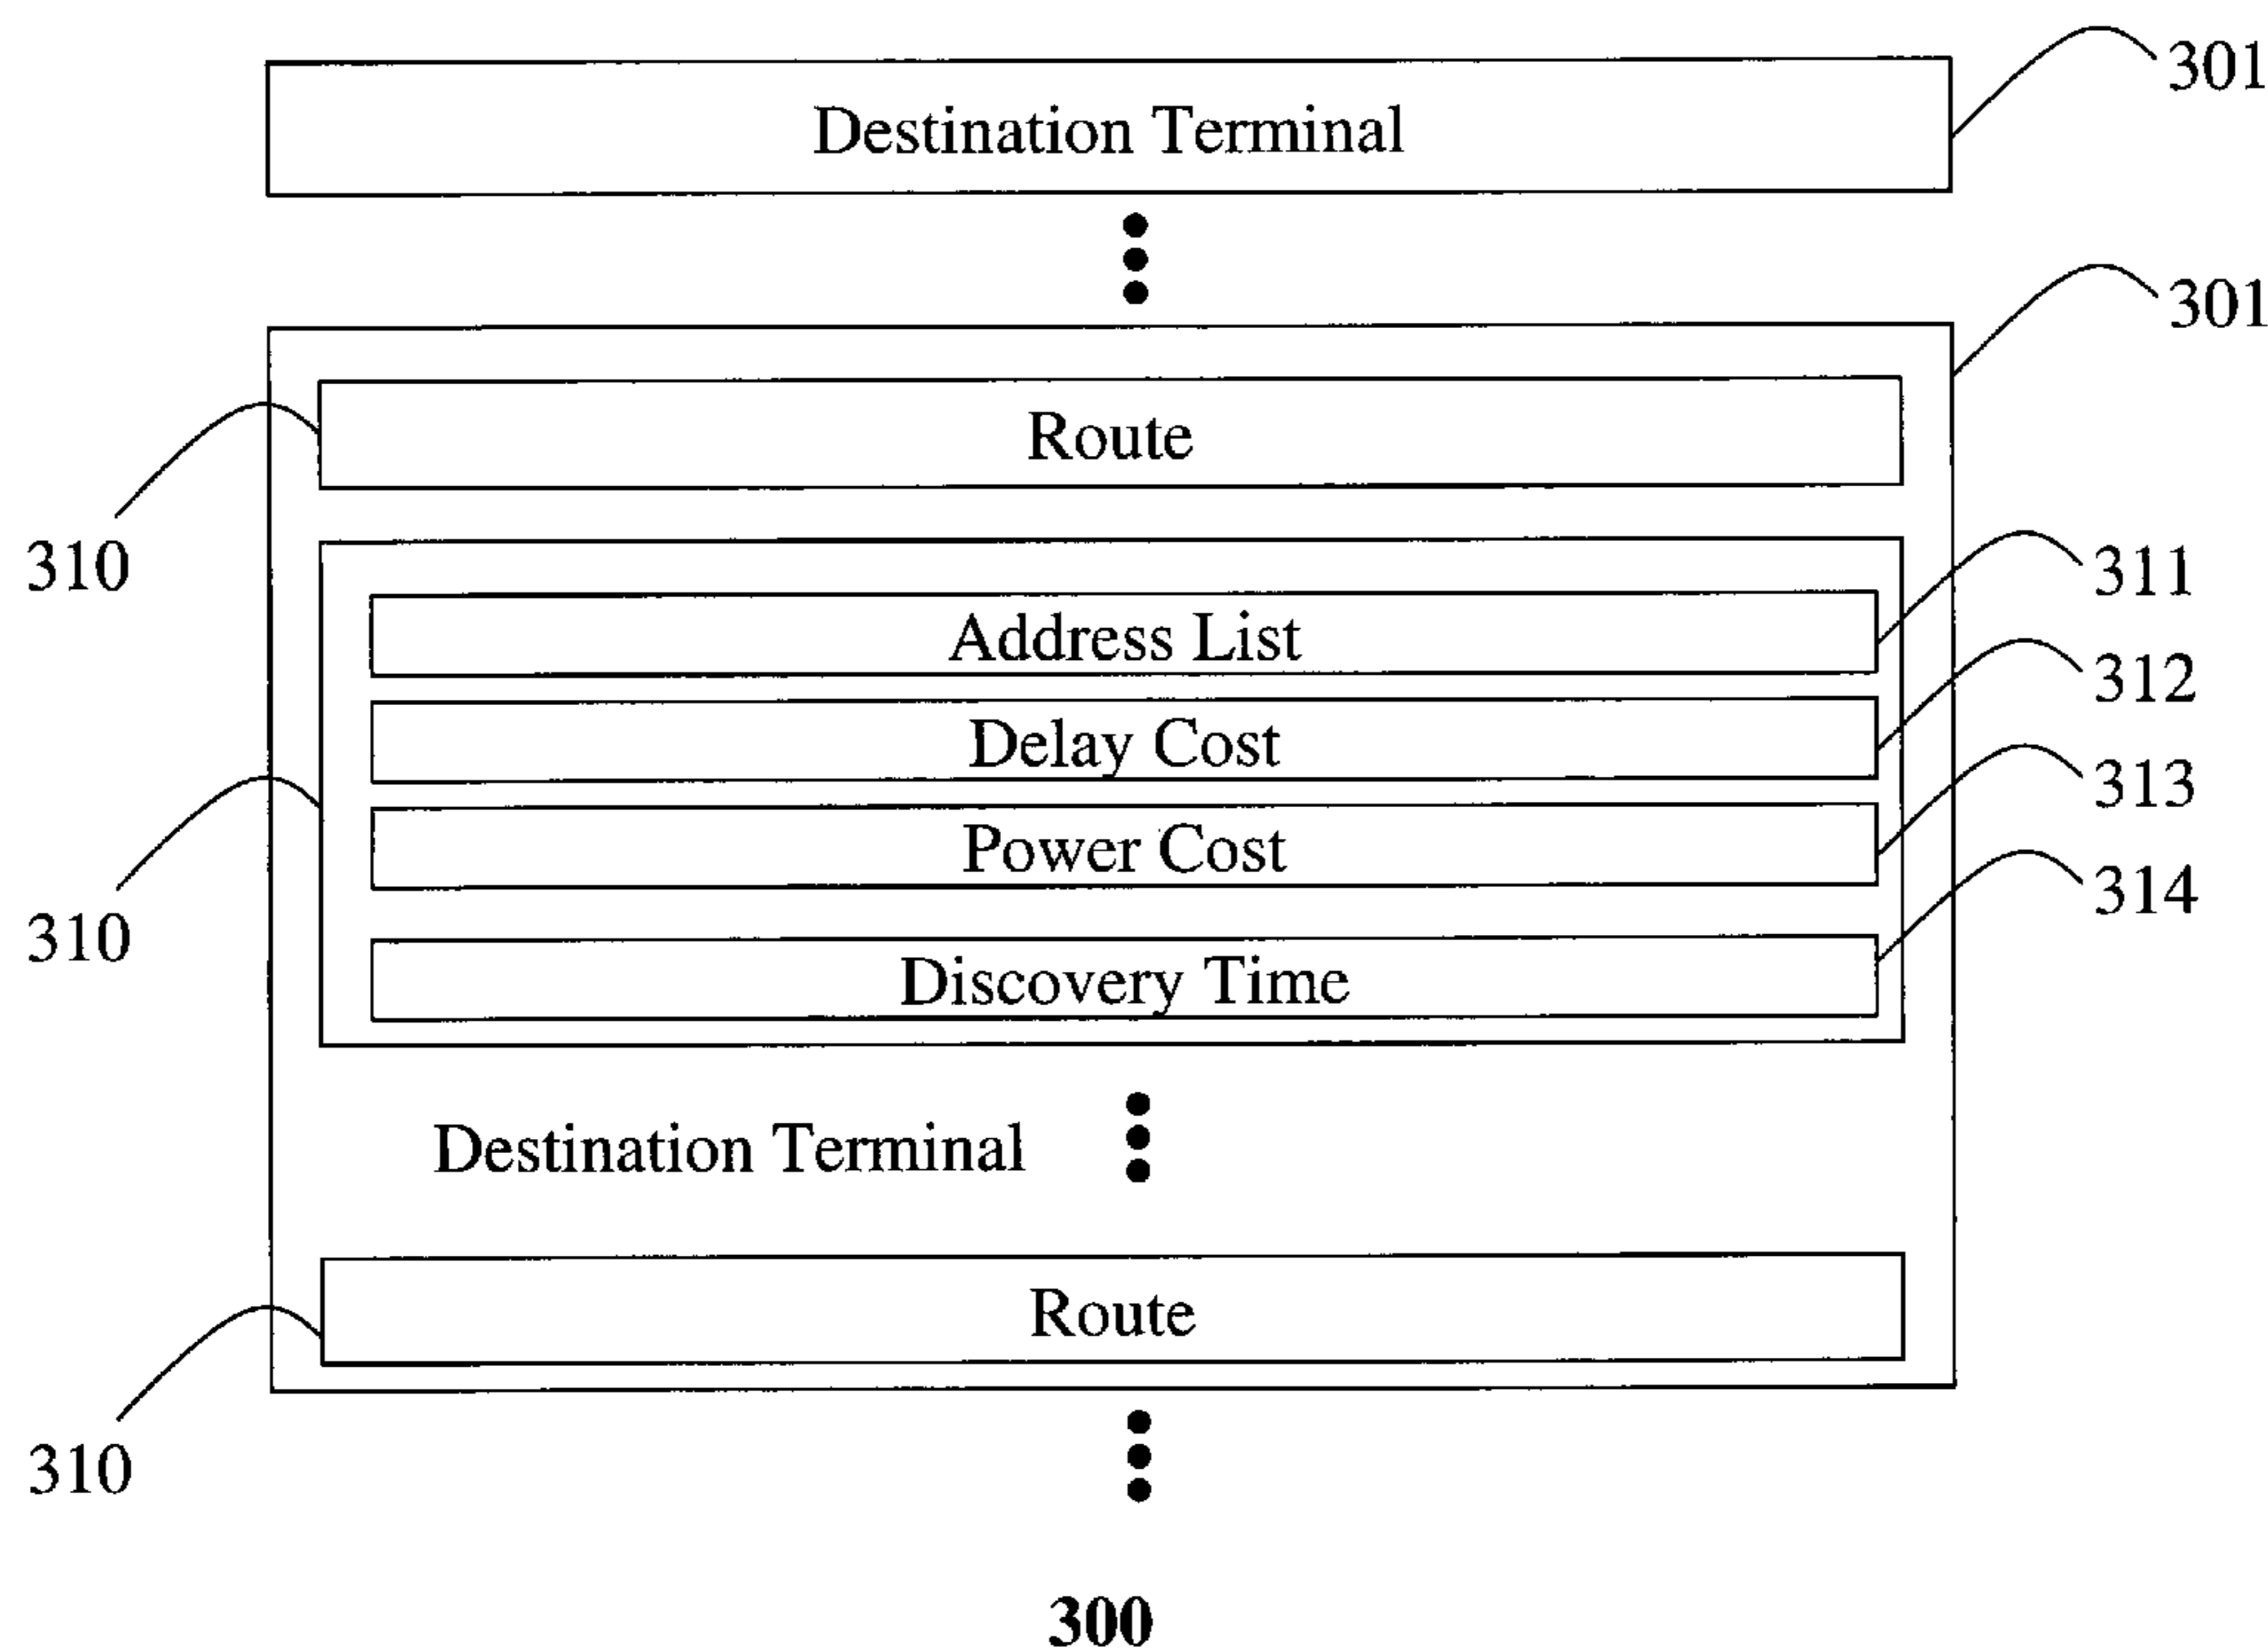 301
Destination Terminal
301
Route
310
311
Address List
312
Delay Cost
313
Power Cost
314
310
Discovery Time
Destination Terminal
Route
310
300